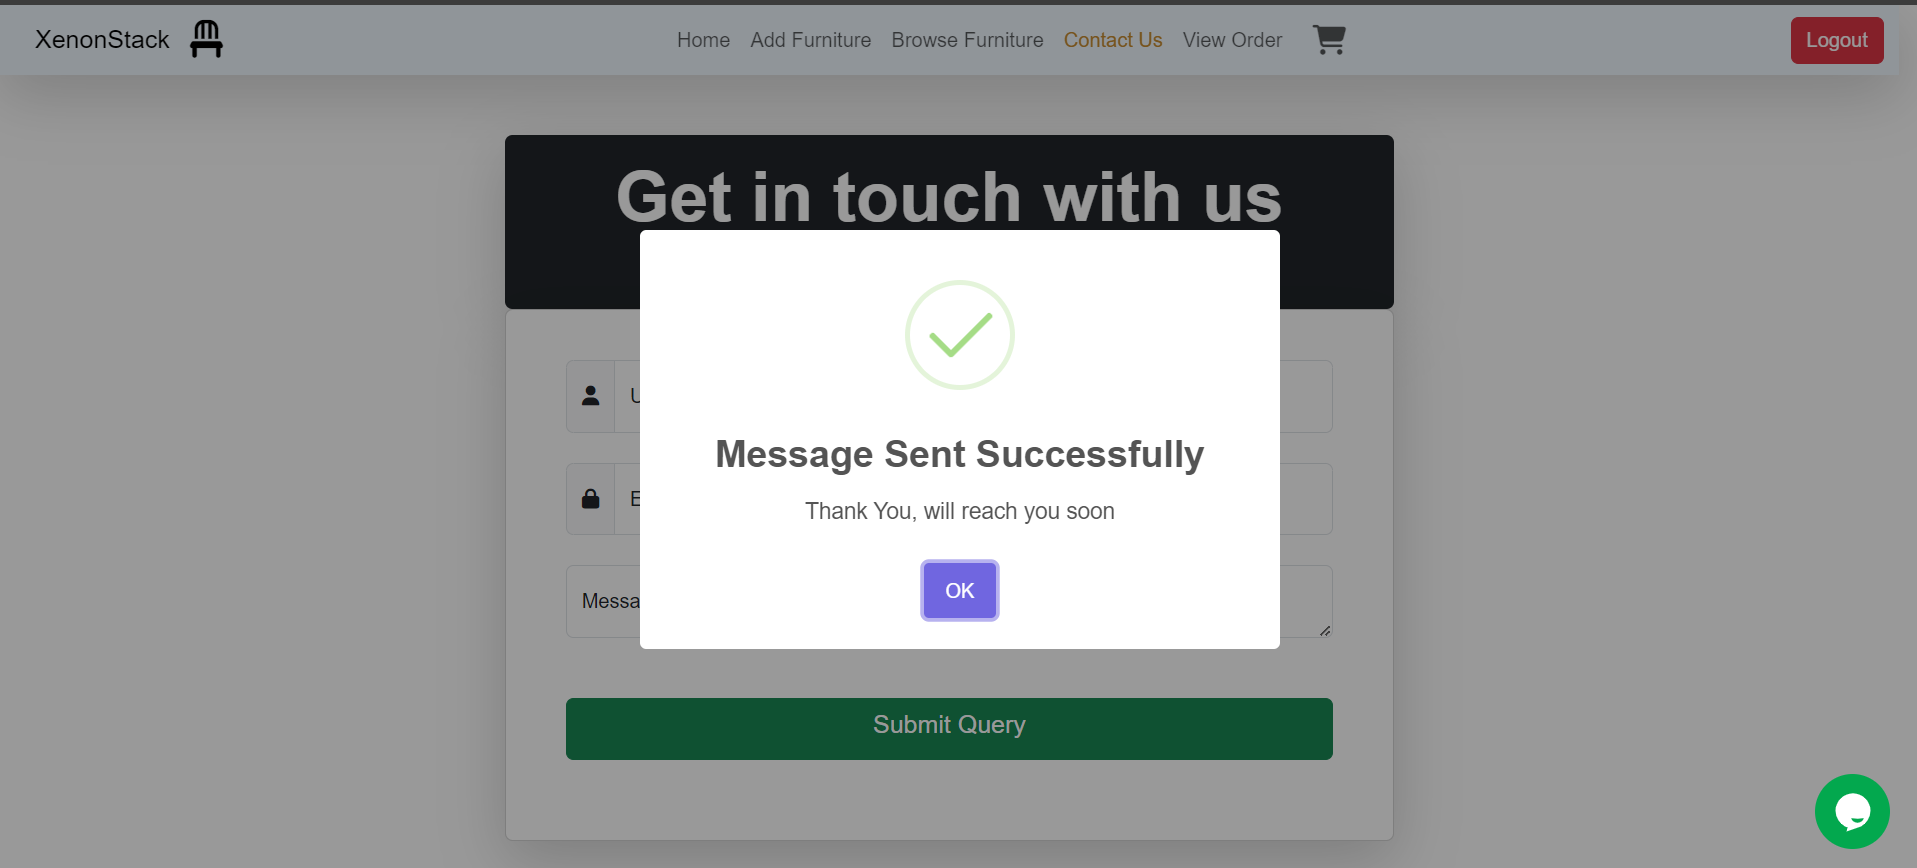 XenonStack
Home Add Furniture Browse Furniture Contact Us View Order
Logout
Get in touch with us
Message Sent Successfully
Thank You, will reach you soon
OK
Submit Query